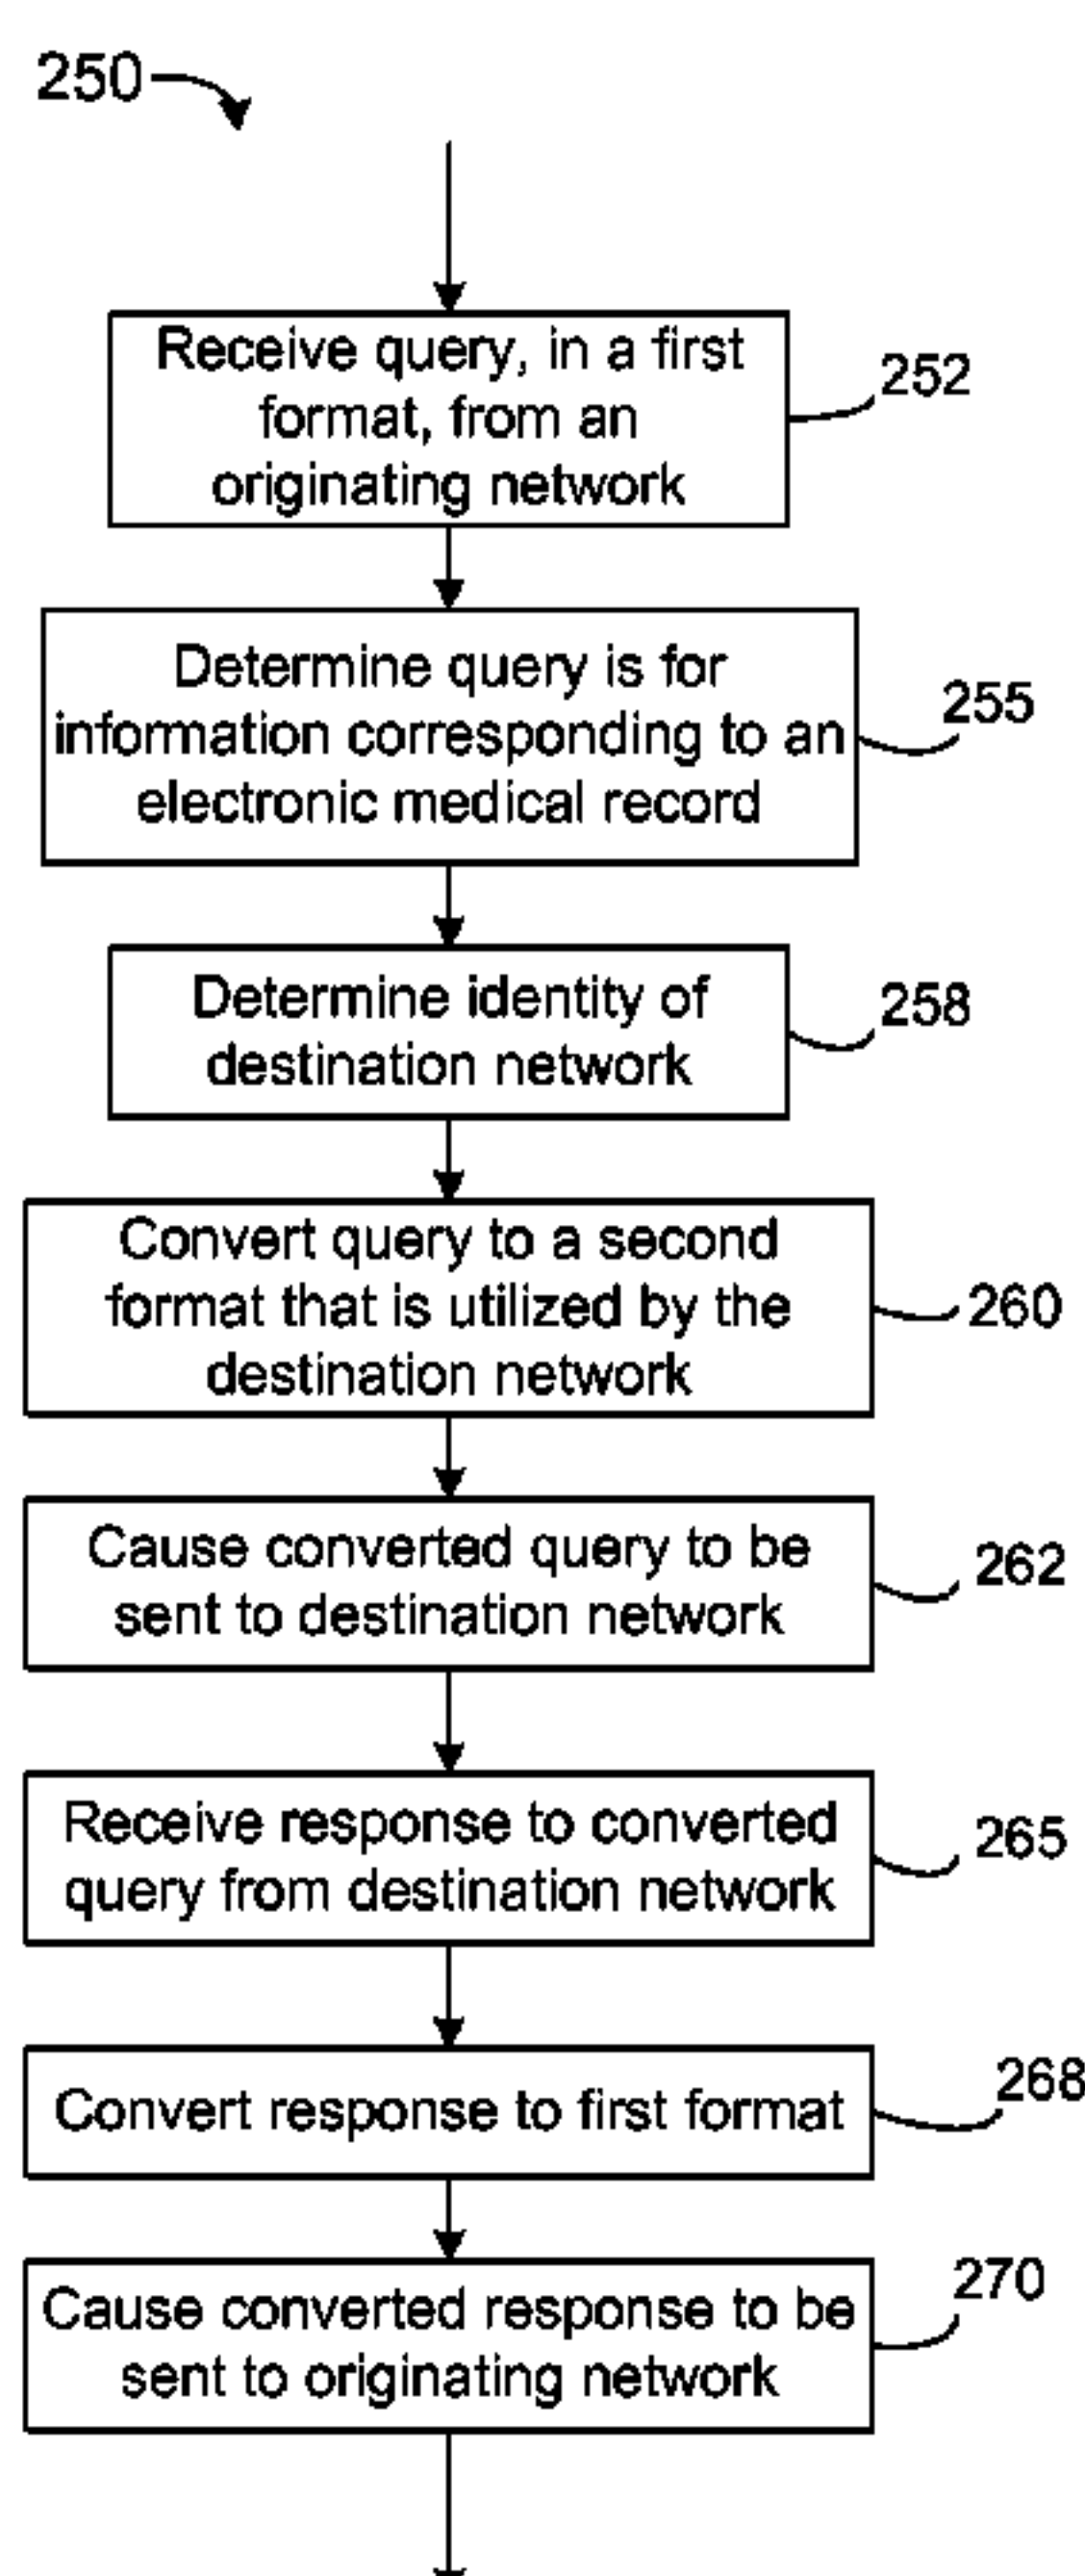 250
Receive query, in a first
format, from an
originating network
252
Determine query is for
information corresponding to an
electronic medical record
255
Determine identity of
destination network
258
Convert query to a second
format that is utilized by the
destination network
260
Cause converted query to be
sent to destination network
262
Receive response to converted
query from destination network
265
Convert response to first format
268
Cause converted response to be
sent to originating network
270